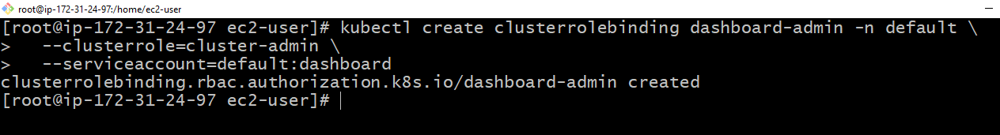 root@ip-172-31-24-97:/home/ec2-user
[root@ip-172-31-24-97 ec2-user]# kubectl create clusterrolebinding dashboard-admin -n default \
>   --clusterrole=cluster-admin \
>   --serviceaccount=default:dashboard
clusterrolebinding.rbac.authorization.k8s.io/dashboard-admin created
[root@ip-172-31-24-97 ec2-user]#